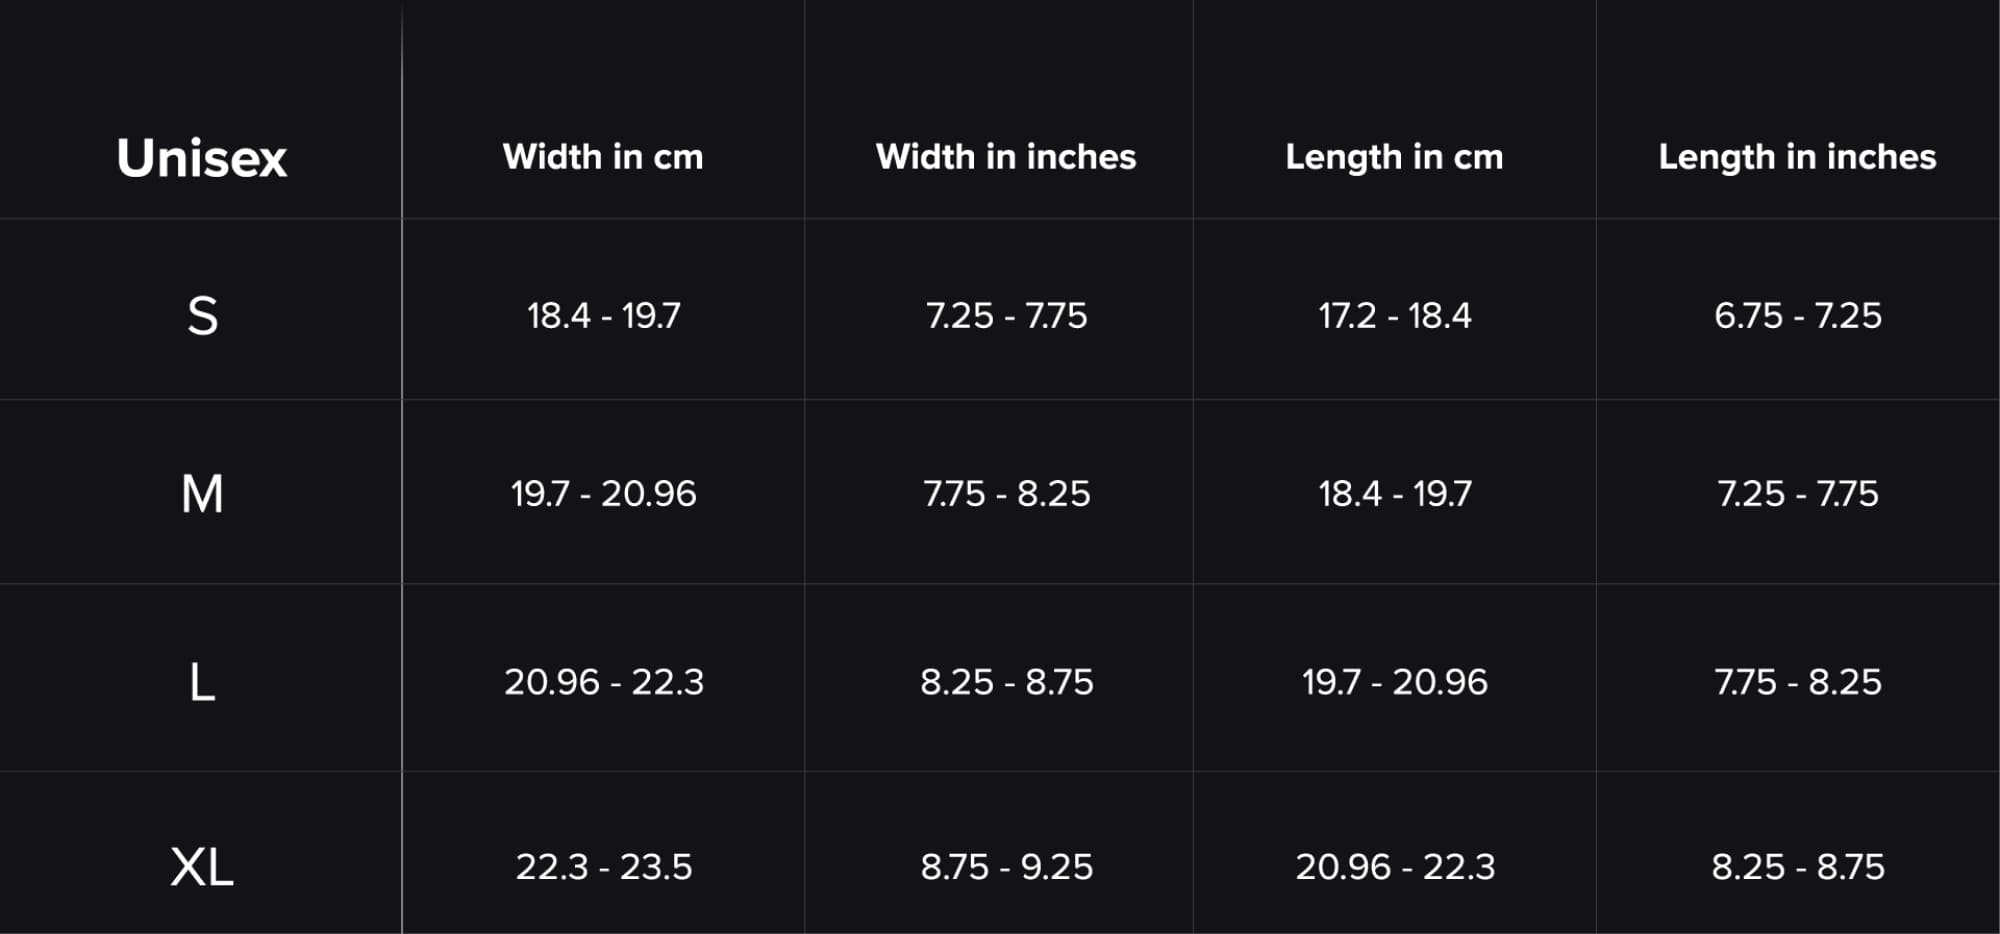 Unisex Width in cm Width in inches Length in cm Length in inches
S 18.4 - 19.7 7.25 - 7.75 17.2 - 18.4 6.75 - 7.25
M 19.7 - 20.96 7.75 - 8.25 18.4 - 19.7 7.25 - 7.75
L 20.96 - 22.3 8.25 - 8.75 19.7 - 20.96 7.75 - 8.25
XL 22.3 - 23.5 8.75 - 9.25 20.96 - 22.3 8.25 - 8.75